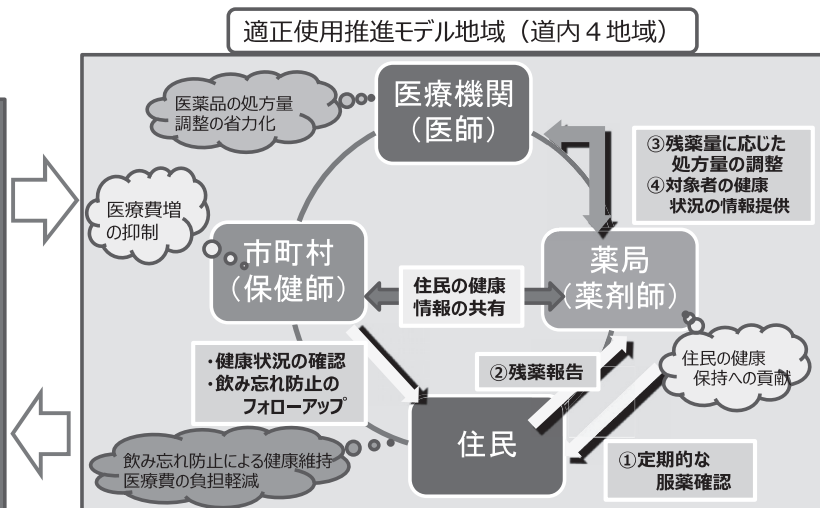 適正使用推進モデル地域（道内４地域）
医薬品の処方量
調整の省力化
医療機関
（医師）
③残薬量に応じた
処方量の調整
④対象者の健康
状況の情報提供
医療費増
の抑制
市町村
（保健師）
住民の健康
情報の共有
薬局
（薬剤師）
・健康状況の確認
・飲み忘れ防止の
フォローアップ
②残薬報告
住民の健康
保持への貢献
飲み忘れ防止による健康維持
医療費の負担軽減
住民
①定期的な
服薬確認